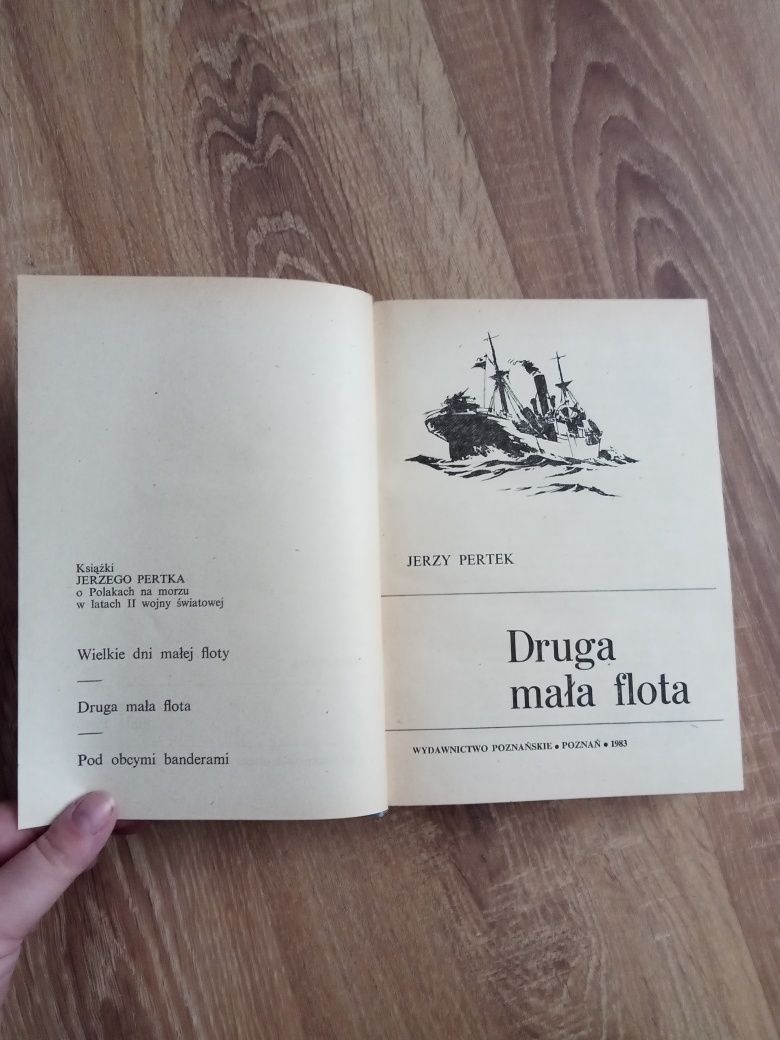 Książki
JERZEGO PERTKA
o Polakach na morzu
w latach II wojny światowej
Wielkie dni małej floty
Druga mała flota
Pod obcymi banderami
JERZY PERTEK
Druga
mała flota
WYDAWNICTWO POZNAŃSKIE • POZNAŃ • 1983